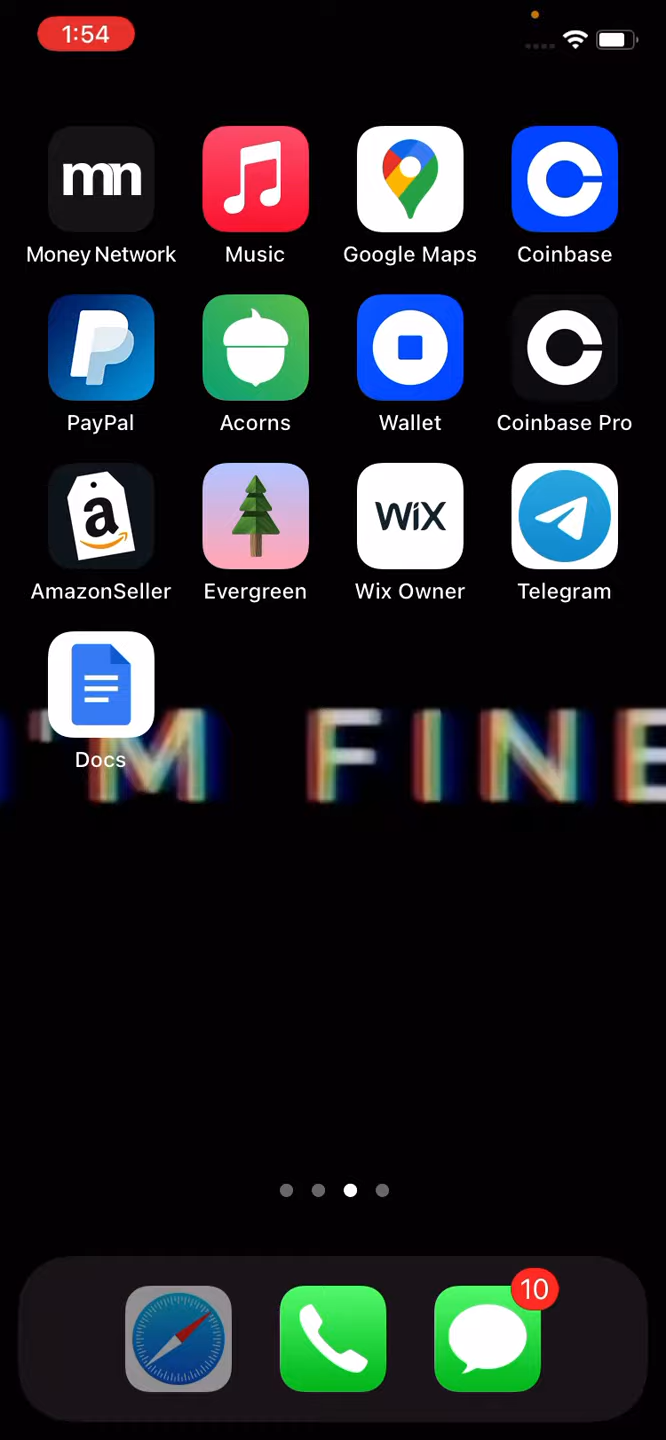 1:54
mn
Money Network
Music
Google Maps
Coinbase
PayPal
Acorns
Wallet
Coinbase Pro
a
WiX
AmazonSeller
Evergreen
Wix Owner
Telegram
Docs
I'M FINE
10